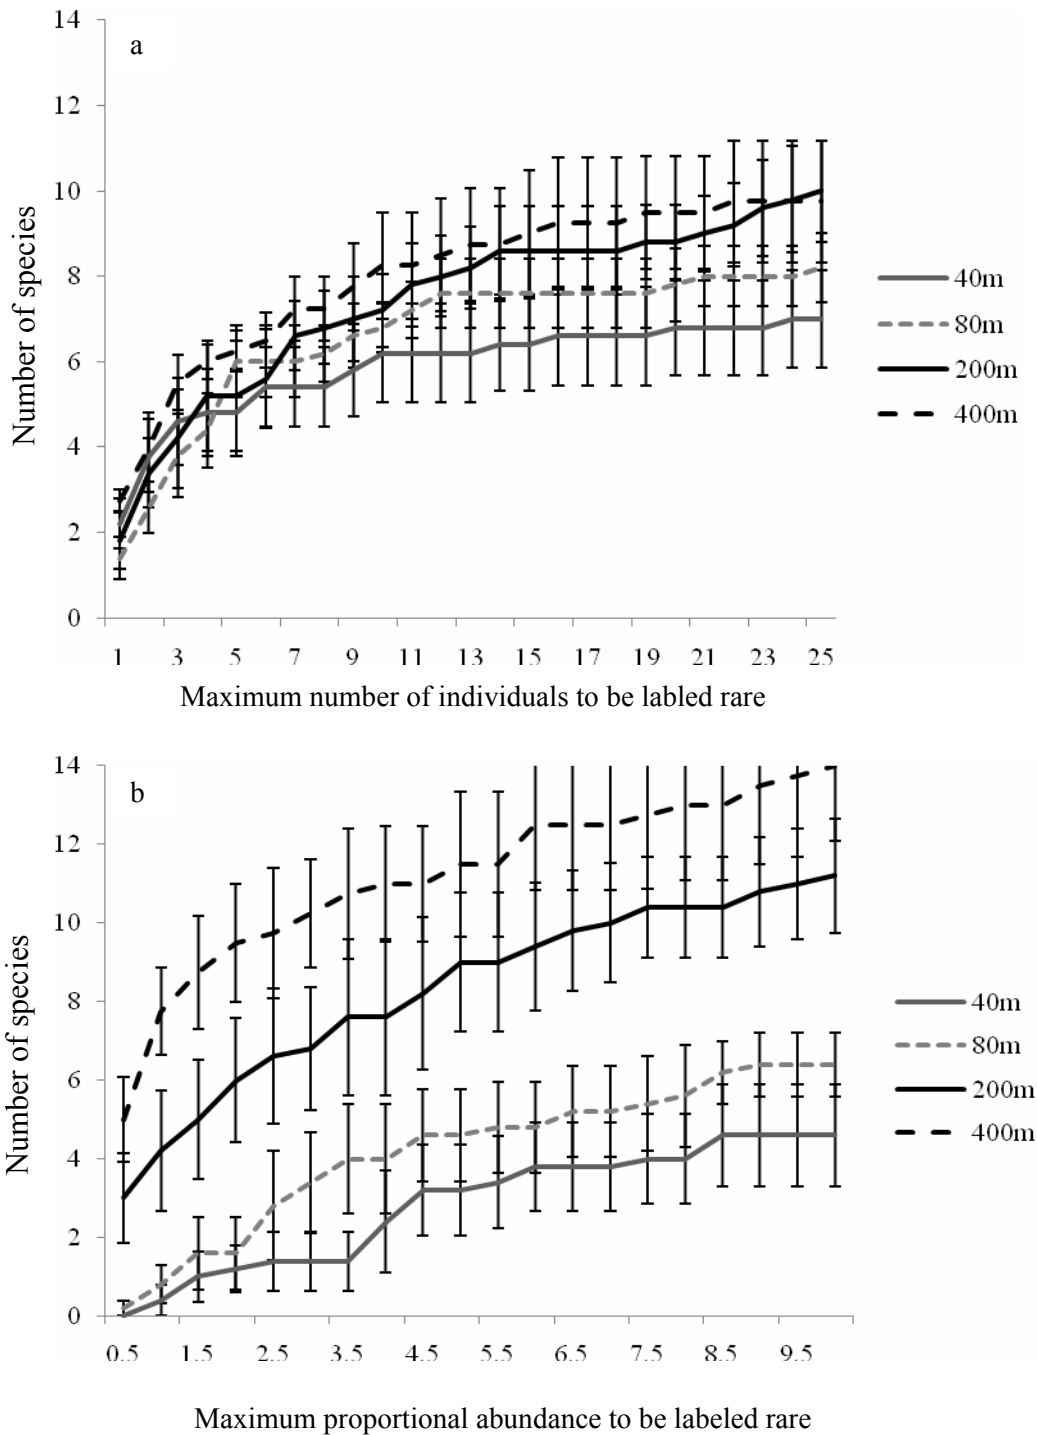 14
a
12
10
8
6
4
2
0
Number of species
40m
80m
200m
400m
1 3 5 7 9 11 13 15 17 19 21 23 25
Maximum number of individuals to be labled rare
14
b
12
10
8
6
4
2
0
Number of species
40m
80m
200m
400m
0.5 1.5 2.5 3.5 4.5 5.5 6.5 7.5 8.5 9.5
Maximum proportional abundance to be labeled rare